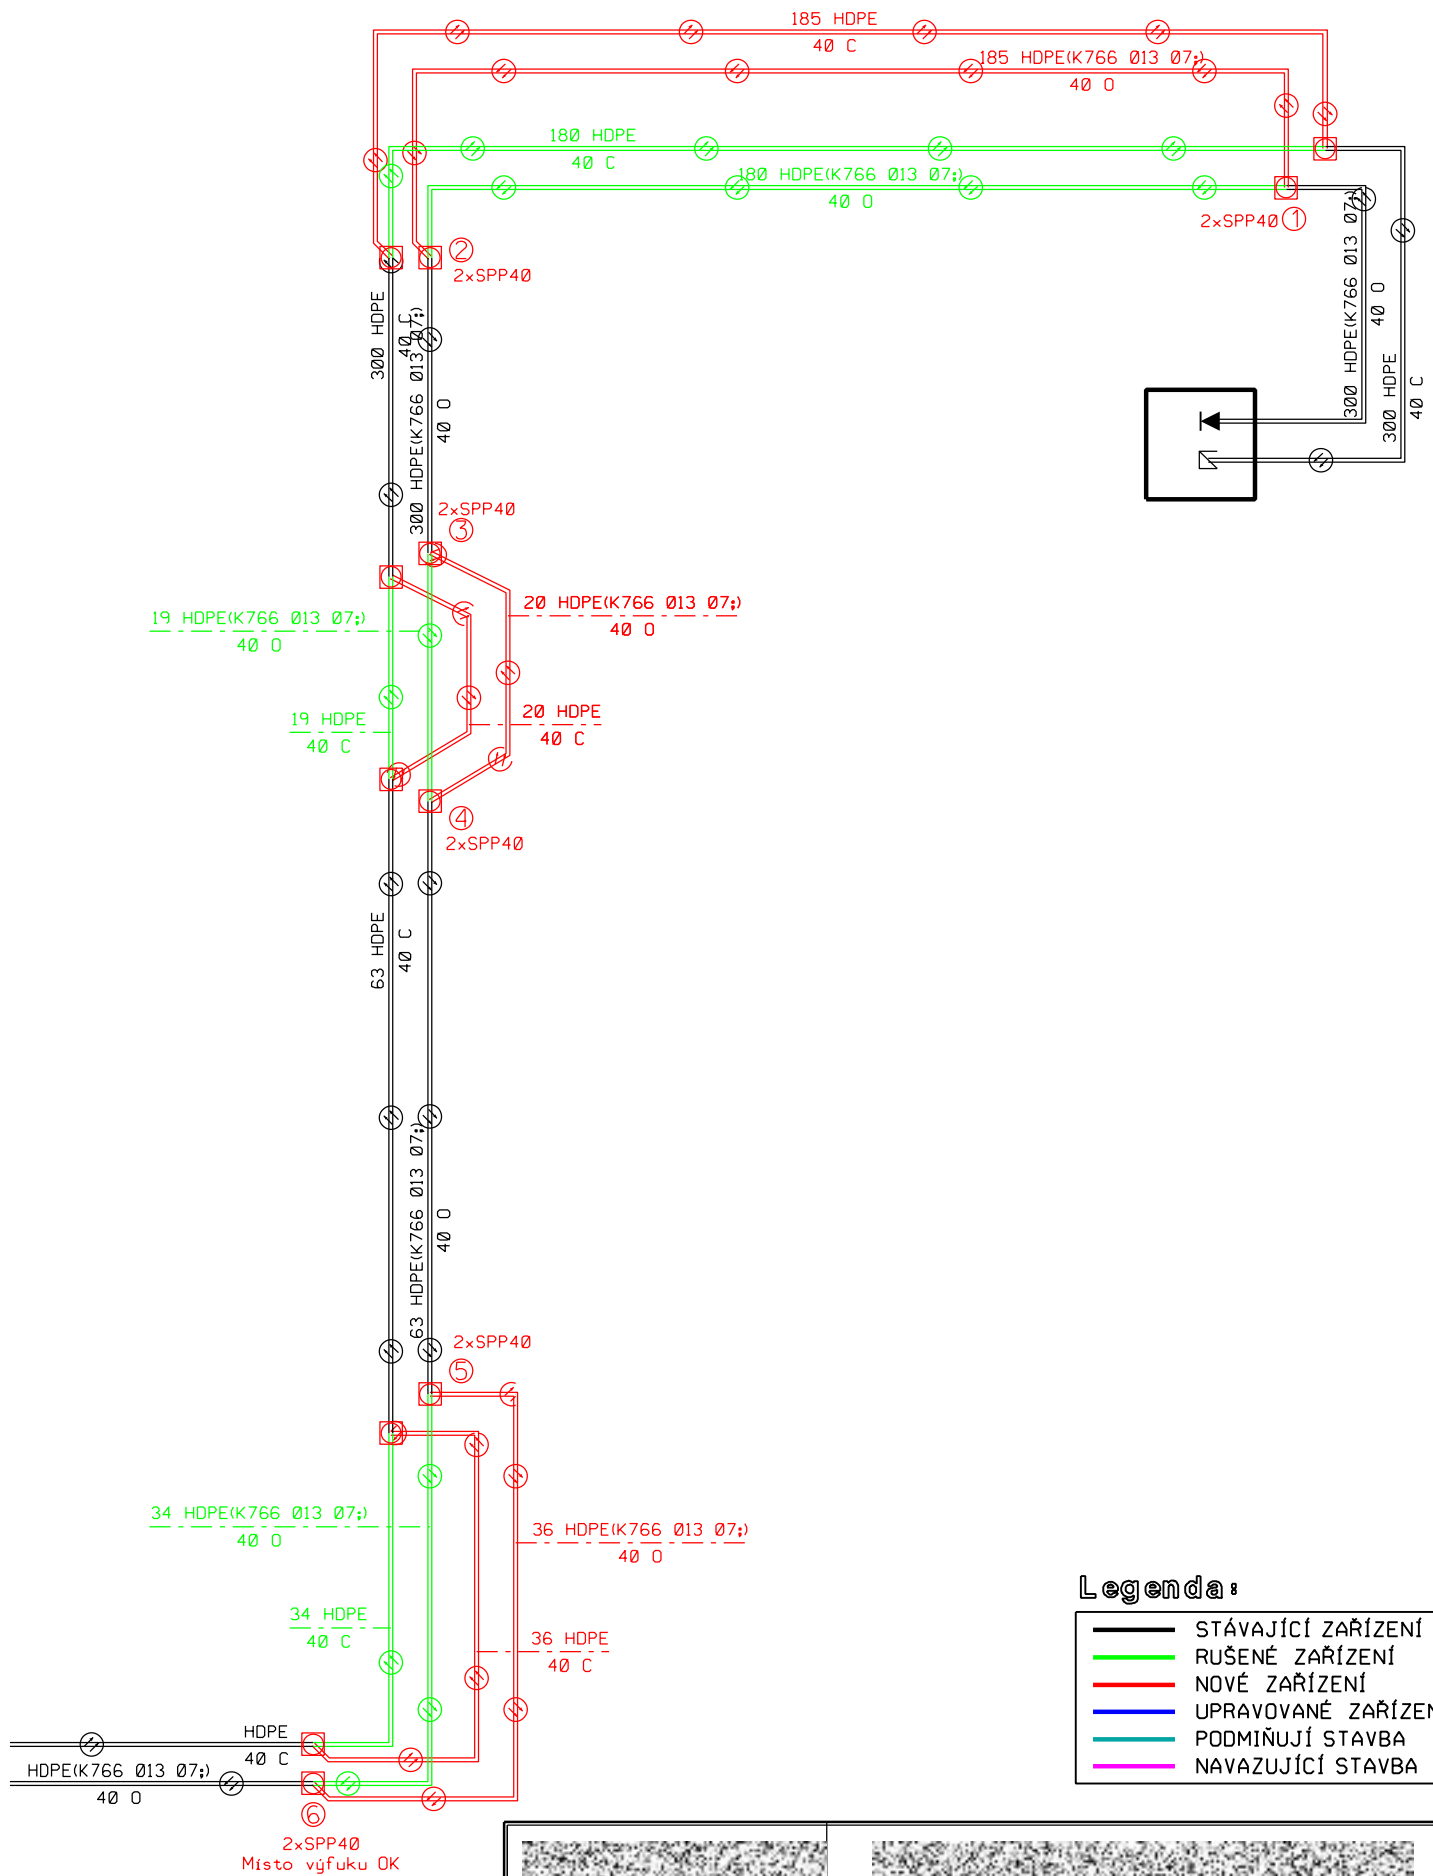 185 HDPE
40 C
185 HDPE(K766 013 07;)
40 O
180 HDPE
40 C
180 HDPE(K766 013 07;)
40 O
2xSPP40 1
2
2xSPP40
300 HDPE
40 C
300 HDPE(K766 013 07;)
40 O
300 HDPE(K766 013 07;)
40 O
300 HDPE
40 C
2xSPP40
3
19 HDPE(K766 013 07;)
40 O
20 HDPE(K766 013 07;)
40 O
19 HDPE
40 C
20 HDPE
40 C
4
2xSPP40
63 HDPE
40 C
63 HDPE(K766 013 07;)
40 O
2xSPP40
5
34 HDPE(K766 013 07;)
40 O
36 HDPE(K766 013 07;)
40 O
34 HDPE
40 C
36 HDPE
40 C
HDPE
40 C
HDPE(K766 013 07;)
40 O
6
2xSPP40
Místo výfuku OK
Legenda:
STÁVAJÍCÍ ZAŘÍZENÍ
RUŠENÉ ZAŘÍZENÍ
NOVÉ ZAŘÍZENÍ
UPRAVOVANÉ ZAŘÍZEN
PODMIŇUJÍ STAVBA
NAVAZUJÍCÍ STAVBA